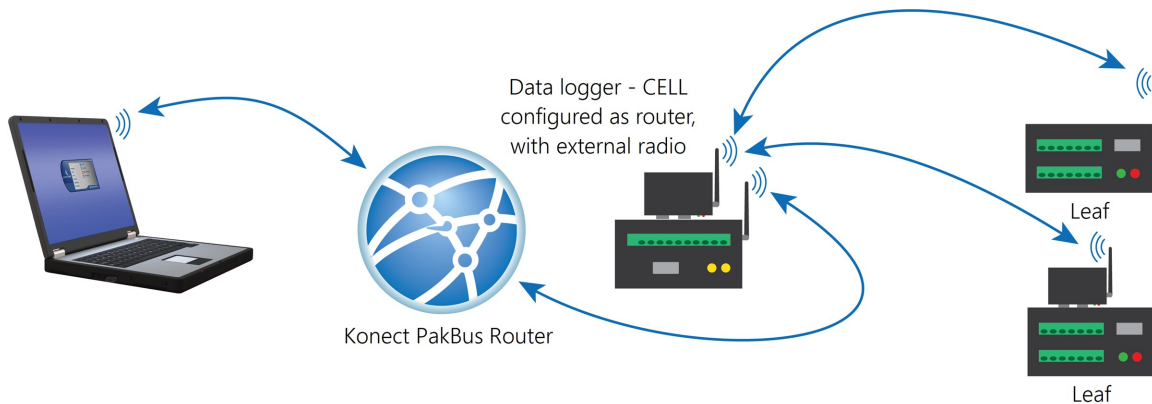 Data logger - CELL
configured as router,
with external radio
Leaf
Konect PakBus Router
Leaf